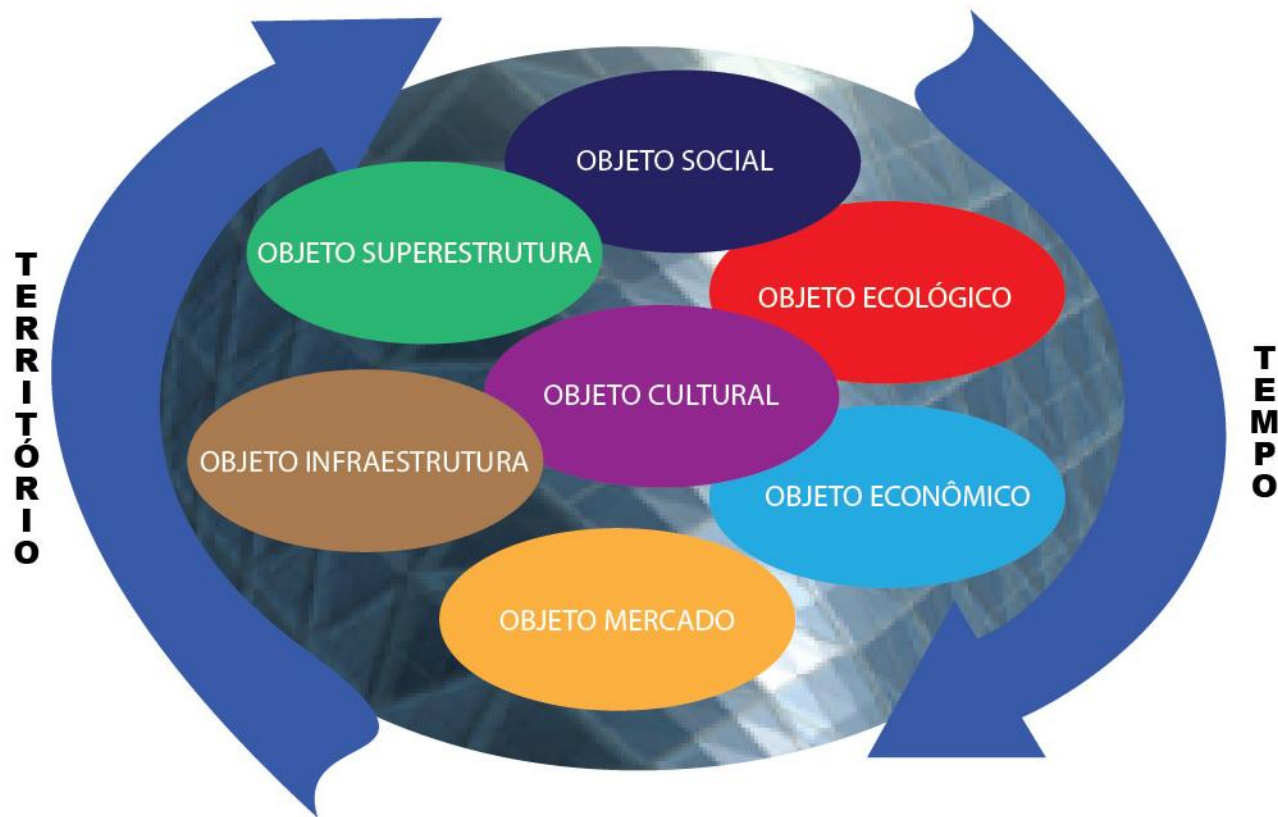 OBJETO SOCIAL
OBJETO SUPERESTRUTURA
OBJETO ECOLÓGICO
OBJETO CULTURAL
OBJETO INFRAESTRUTURA
OBJETO ECONÔMICO
OBJETO MERCADO
TERRITÓRIO
TEMPO